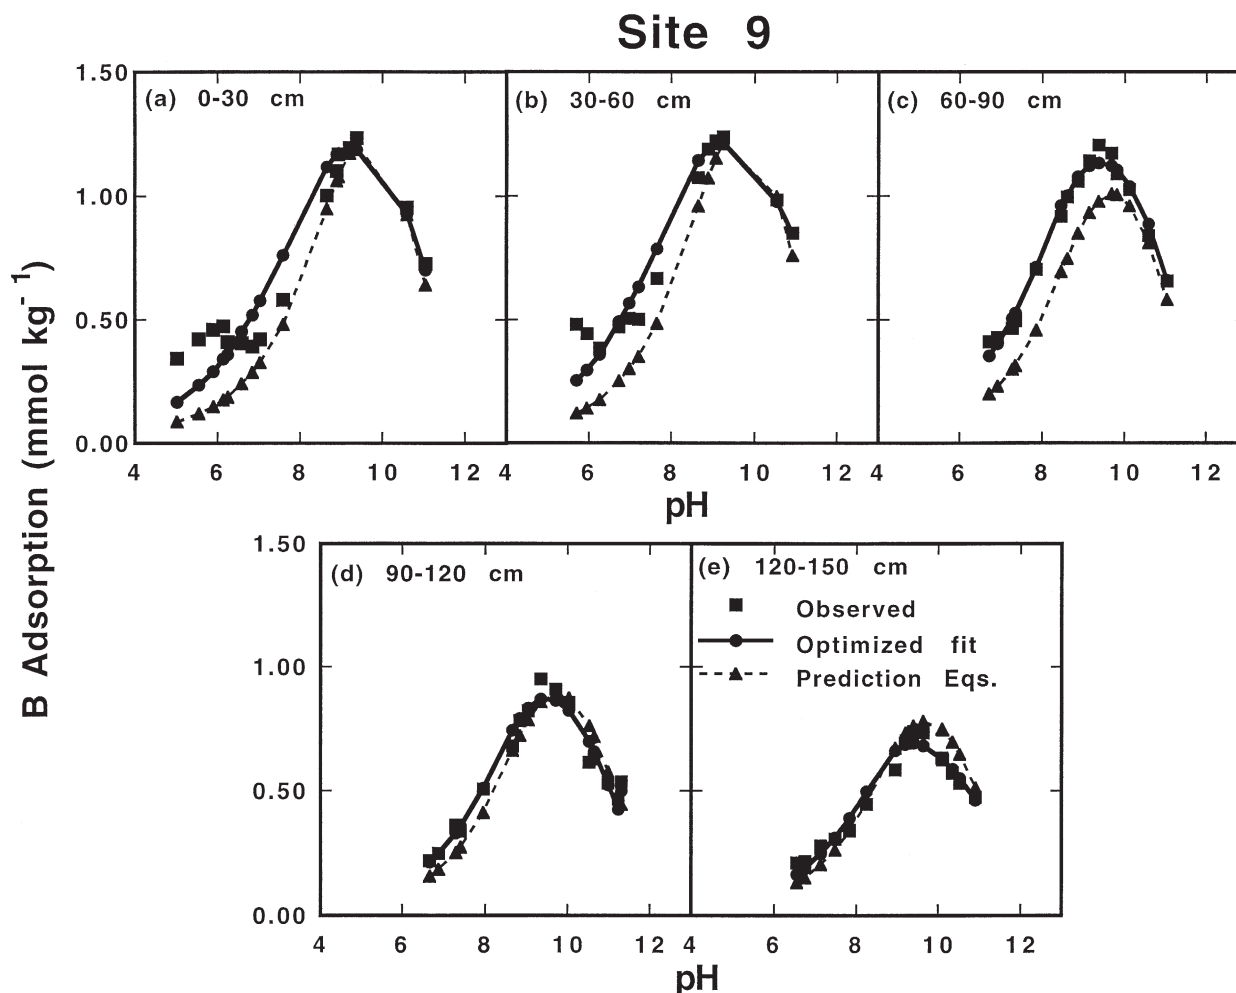 Site 9
B Adsorption (mmol kg-1)
1.50
1.00
0.50
0.00
(a) 0-30 cm
(b) 30-60 cm
(c) 60-90 cm
4 6 8 10 12 6 8 10 12 4 6 8 10 12
pH
1.50
1.00
0.50
0.00
(d) 90-120 cm
(e) 120-150 cm
Observed
Optimized fit
Prediction Eqs.
4 6 8 10 12 4 6 8 10 12
pH